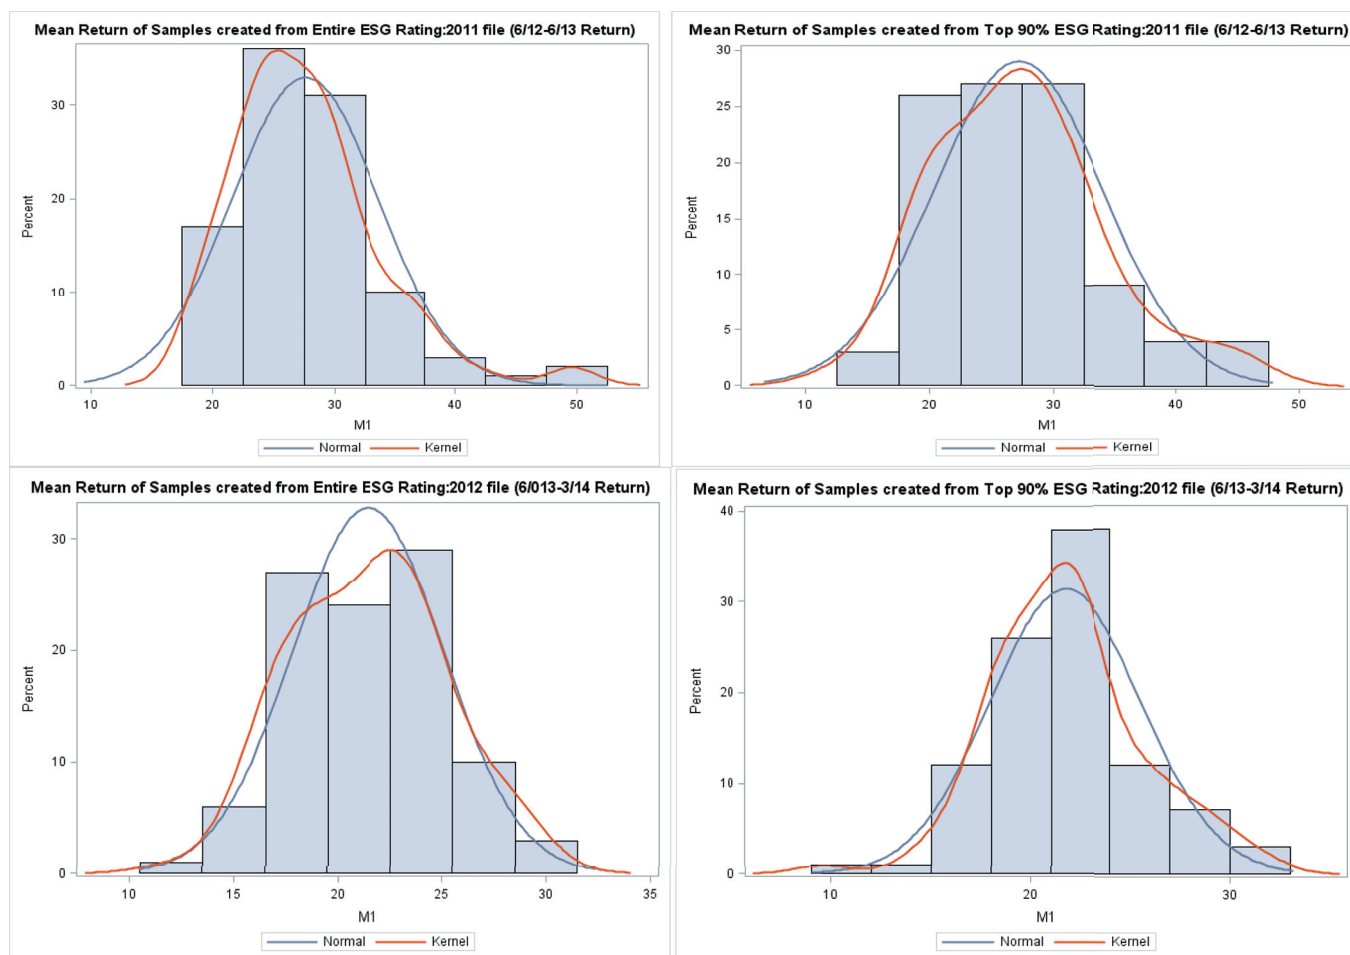 Mean Return of Samples created from Entire ESG Rating:2011 file (6/12-6/13 Return)
30
20
10
0
Percent
10 20 30 40 50
M1
Normal Kernel
Mean Return of Samples created from Top 90% ESG Rating:2011 file (6/12-6/13 Return)
30
25
20
15
10
5
0
Percent
10 20 30 40 50
M1
Normal Kernel
Mean Return of Samples created from Entire ESG Rating:2012 file (6/013-3/14 Return)
30
20
10
0
Percent
10 15 20 25 30 35
M1
Normal Kernel
Mean Return of Samples created from Top 90% ESG Rating:2012 file (6/13-3/14 Return)
40
30
20
10
0
Percent
10 20 30
M1
Normal Kernel